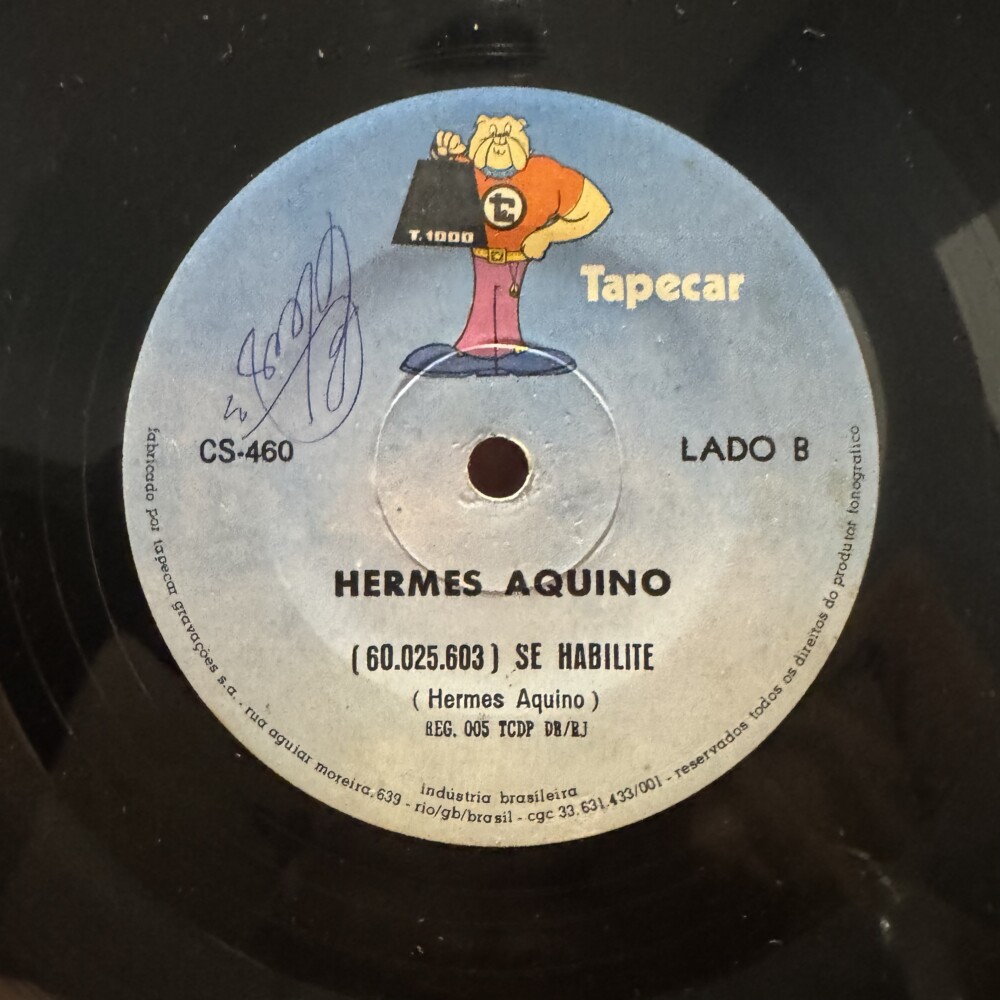 T.1000
tc
Tapecar
CS-460
LADO B
HERMES AQUINO
(60.025.603) SE HABILITE
(Hermes Aquino)
REG. 005 TCDP DR/RJ
indústria brasileira
fabricado por tapecar gravações s.a. - rua aguiar moreira, 639 - rio/gb/brasil - cgc 33.631.433/001 - reservados todos os direitos do produtor fonográfico